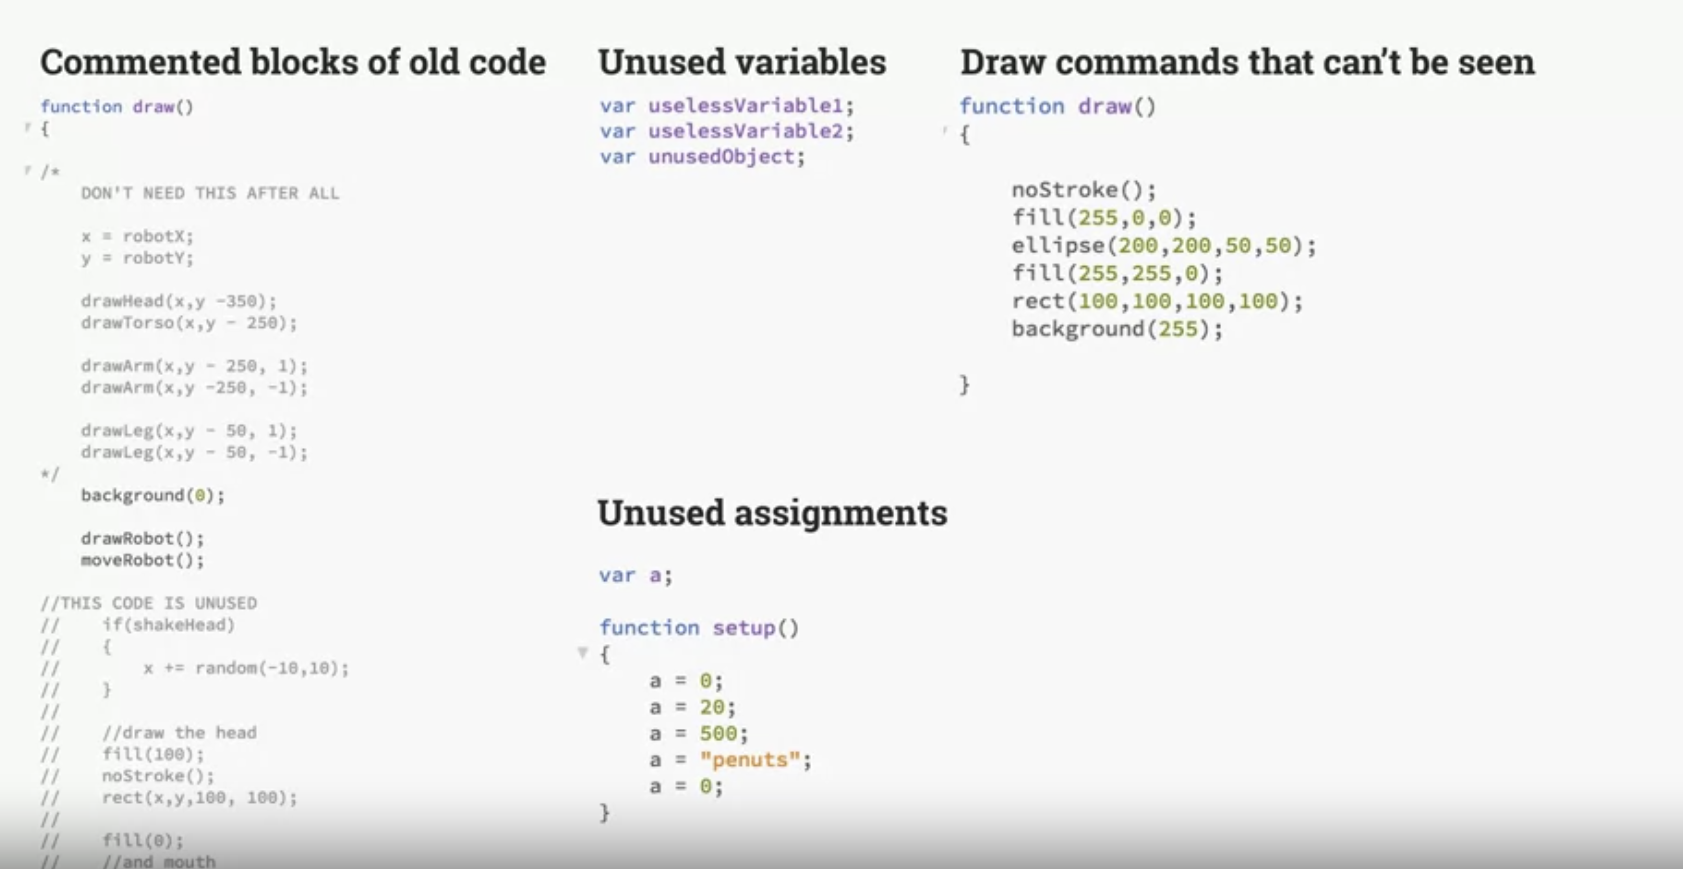 Commented blocks of old code
function draw()
{
/*
DON'T NEED THIS AFTER ALL
x = robotX;
y = robotY;
drawHead(x,y -350);
drawTorso(x,y - 250);
drawArm(x,y - 250, 1);
drawArm(x,y -250, -1);
drawLeg(x,y - 50, 1);
drawLeg(x,y - 50, -1);
*/
background(0);
drawRobot();
moveRobot();
//THIS CODE IS UNUSED
// if(shakeHead)
// {
// x += random(-10,10);
// }
//
// //draw the head
// fill(100);
// noStroke();
// rect(x,y,100, 100);
//
// fill(0);
// //and mouth
Unused variables
var uselessVariable1;
var uselessVariable2;
var unusedObject;
Unused assignments
var a;
function setup()
{
a = 0;
a = 20;
a = 500;
a = "penuts";
a = 0;
}
Draw commands that can't be seen
function draw()
{
noStroke();
fill(255,0,0);
ellipse(200,200,50,50);
fill(255,255,0);
rect(100,100,100,100);
background(255);
}